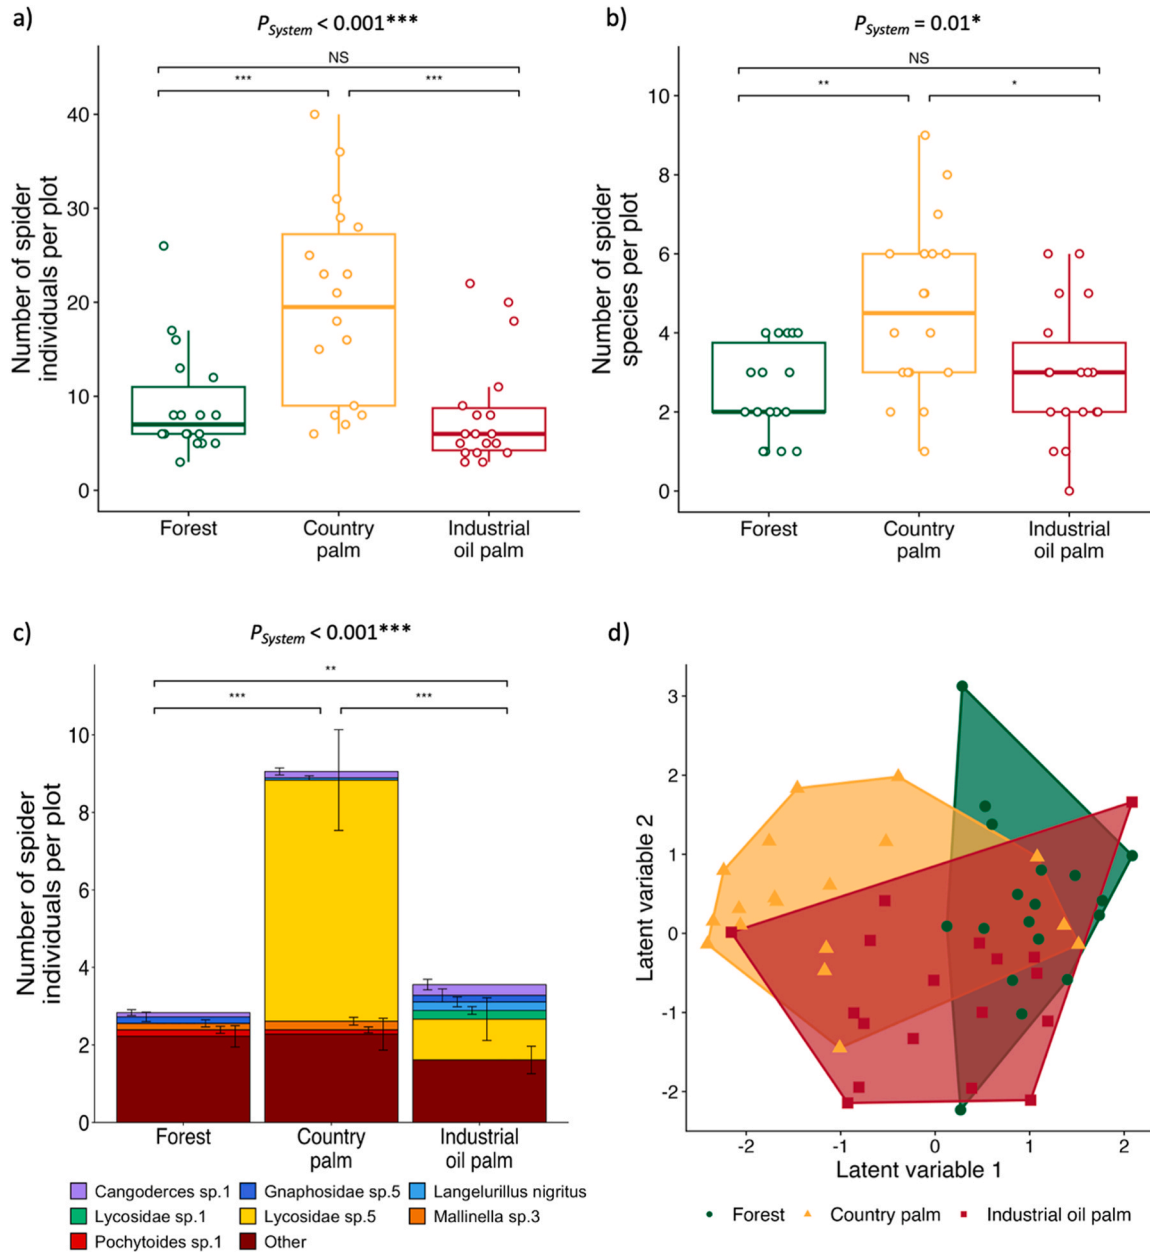 a)
P_System < 0.001***
NS
***
***
Number of spider
individuals per plot
40
30
20
10
0
Forest
Country
palm
Industrial
oil palm
b)
P_System = 0.01*
NS
**
*
Number of spider
species per plot
10
8
6
4
2
0
Forest
Country
palm
Industrial
oil palm
c)
P_System < 0.001***
**
***
***
Number of spider
individuals per plot
10
8
6
4
2
0
Forest
Country
palm
Industrial
oil palm
Cangoderces sp.1
Gnaphosidae sp.5
Langelurillus nigritus
Lycosidae sp.1
Lycosidae sp.5
Mallinella sp.3
Pochytoides sp.1
Other
d)
Latent variable 2
3
2
1
0
-1
-2
-2
-1
0
1
2
Latent variable 1
Forest
Country palm
Industrial oil palm